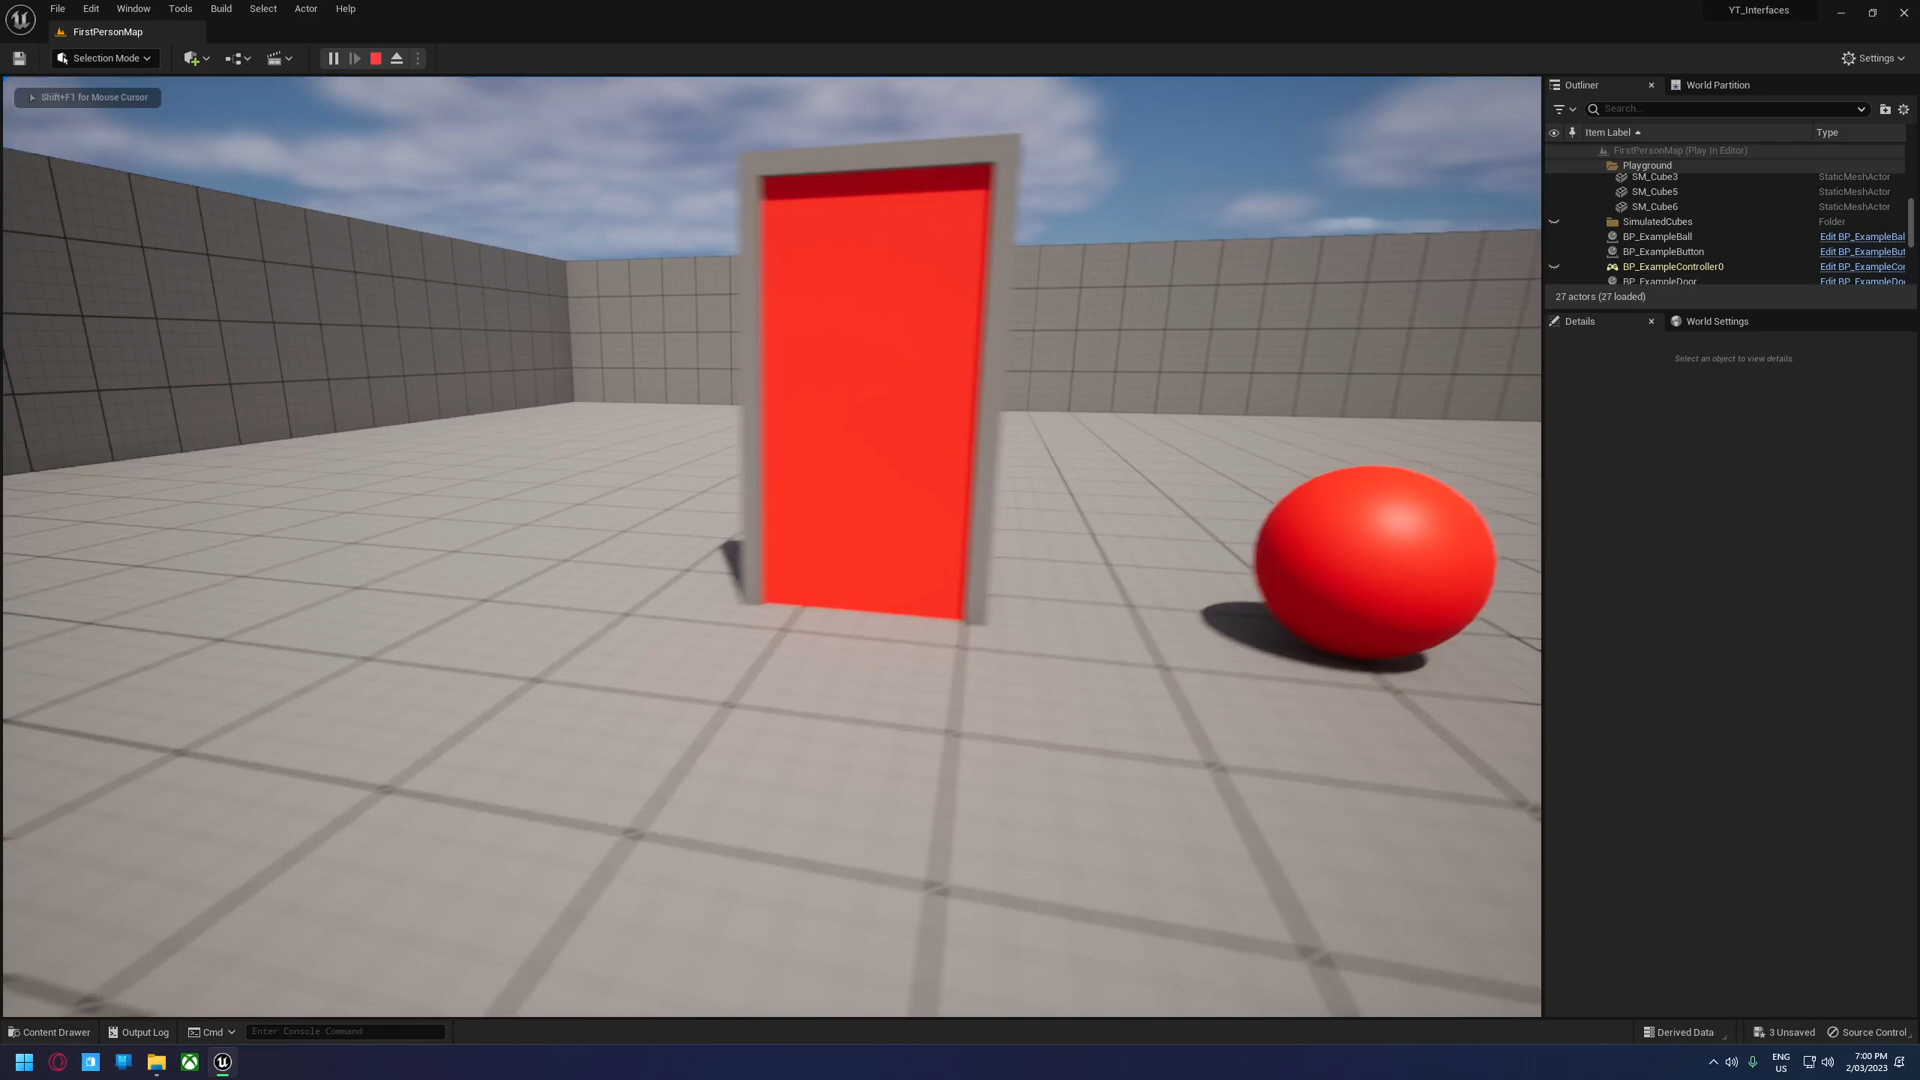 File Edit Window Tools Build Select Actor Help
YT_Interfaces
FirstPersonMap
Selection Mode
Settings
Shift+F1 for Mouse Cursor
Outliner
World Partition
Search...
Item Label Type
FirstPersonMap (Play In Editor)
Playground
SM_Cube3 StaticMeshActor
SM_Cube5 StaticMeshActor
SM_Cube6 StaticMeshActor
SimulatedCubes Folder
BP_ExampleBall Edit BP_ExampleBal
BP_ExampleButton Edit BP_ExampleBut
BP_ExampleController0 Edit BP_ExampleCor
BP_ExampleDoor Edit BP_ExampleDoo
27 actors (27 loaded)
Details
World Settings
Select an object to view details.
Content Drawer
Output Log
Cmd
Enter Console Command
Derived Data
3 Unsaved
Source Control
ENG
US
7:00 PM
2/03/2023